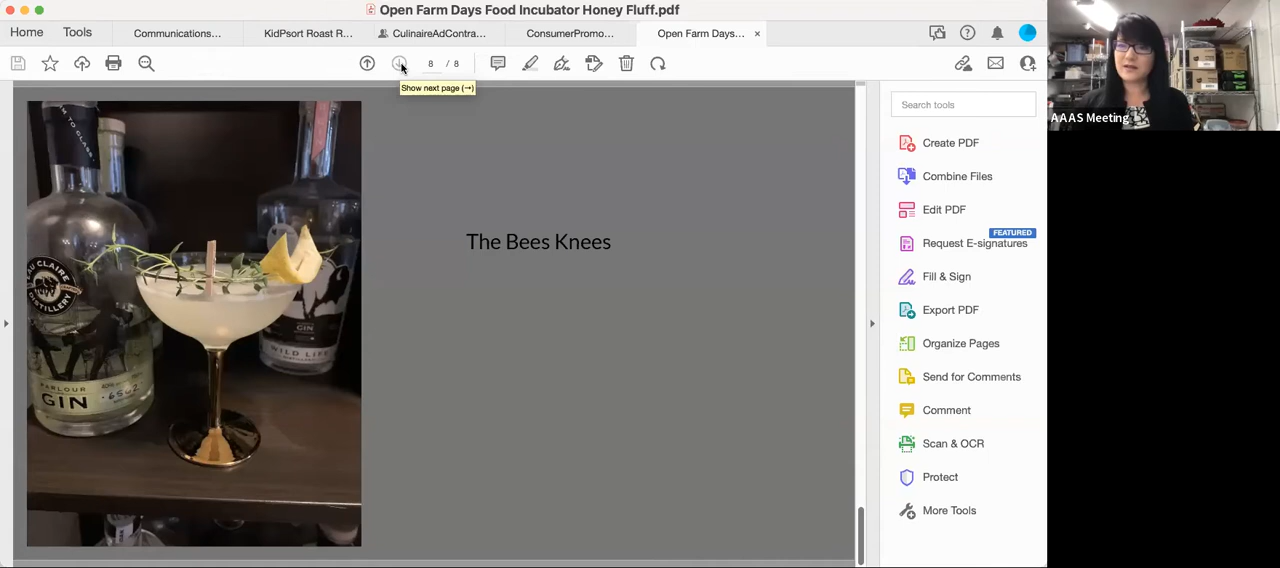 Open Farm Days Food Incubator Honey Fluff.pdf
Home
Tools
Communications...
KidPsort Roast R...
CulinaireAdContra...
ConsumerPromo...
Open Farm Days...
×
8 / 8
Show next page (→)
The Bees Knees
EAU CLAIRE
DISTILLERY
PARLOUR
GIN
GIN
WILD LIFE
Search tools
Create PDF
Combine Files
Edit PDF
FEATURED
Request E-signatures
Fill & Sign
Export PDF
Organize Pages
Send for Comments
Comment
Scan & OCR
Protect
More Tools
AAAS Meeting